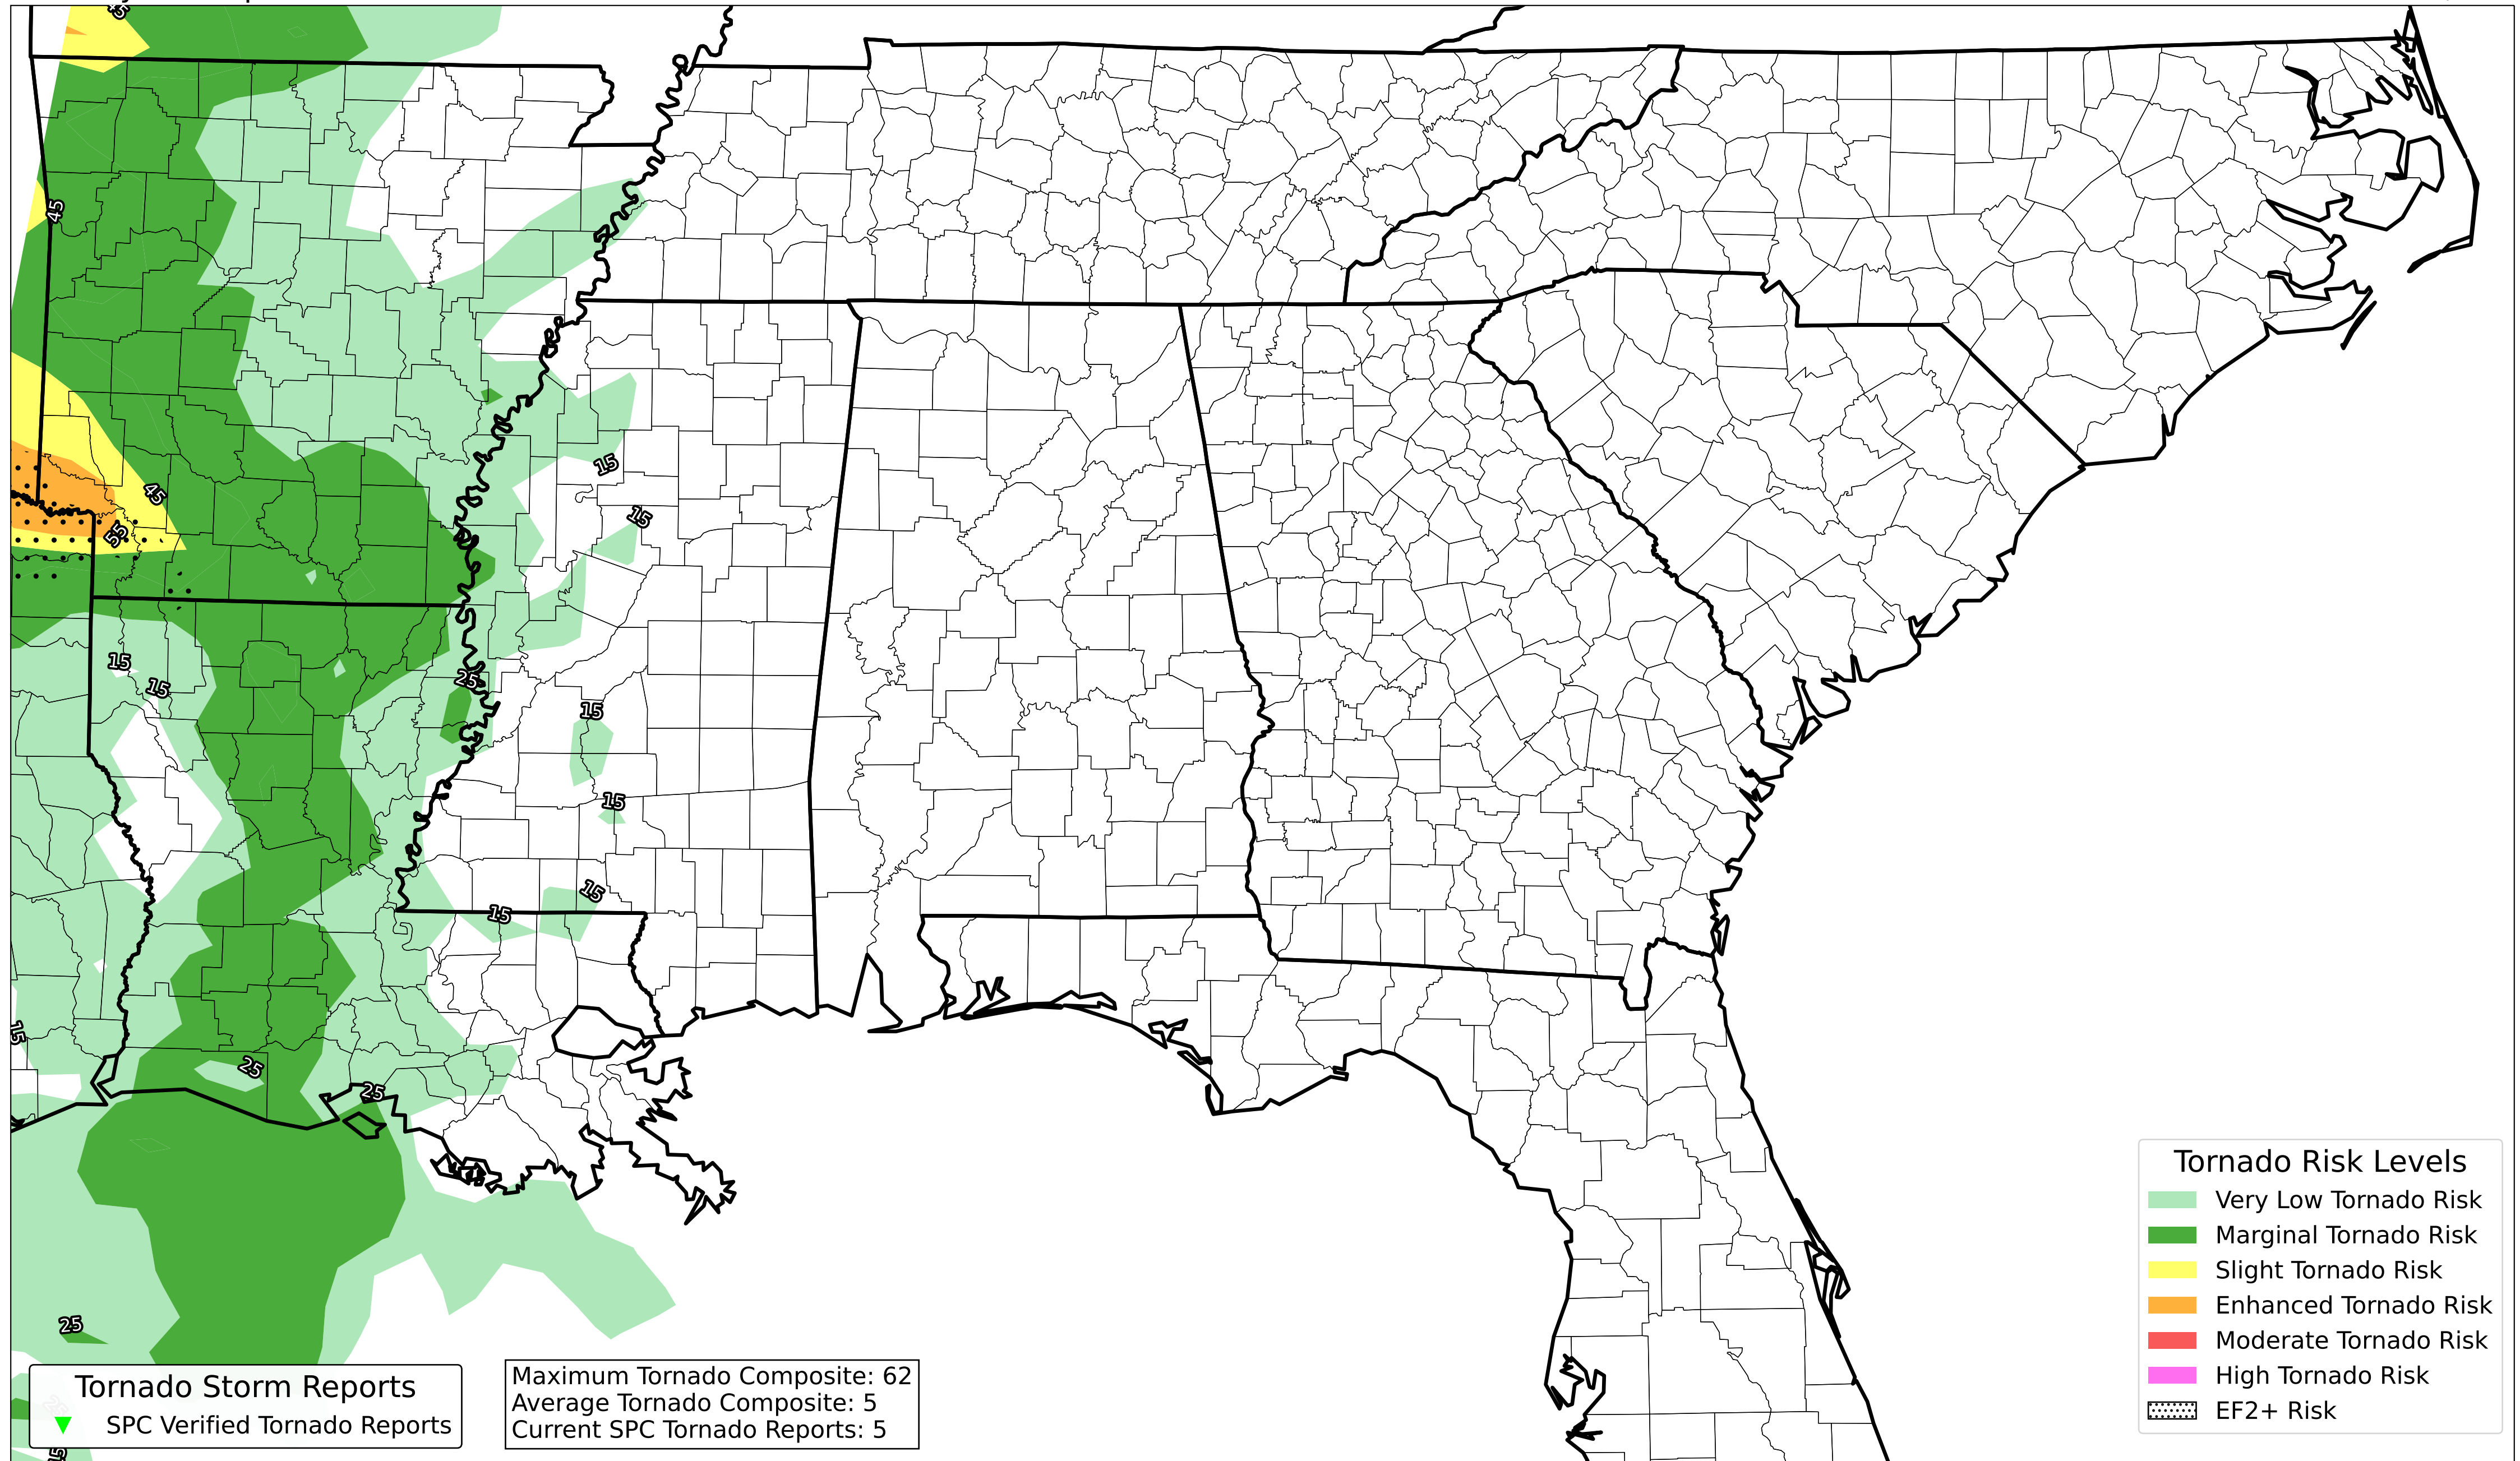 45
45
45
55
15
15
15
15
25
15
15
15
15
15
25
25
25
Tornado Storm Reports
SPC Verified Tornado Reports
Maximum Tornado Composite: 62
Average Tornado Composite: 5
Current SPC Tornado Reports: 5
Tornado Risk Levels
Very Low Tornado Risk
Marginal Tornado Risk
Slight Tornado Risk
Enhanced Tornado Risk
Moderate Tornado Risk
High Tornado Risk
EF2+ Risk